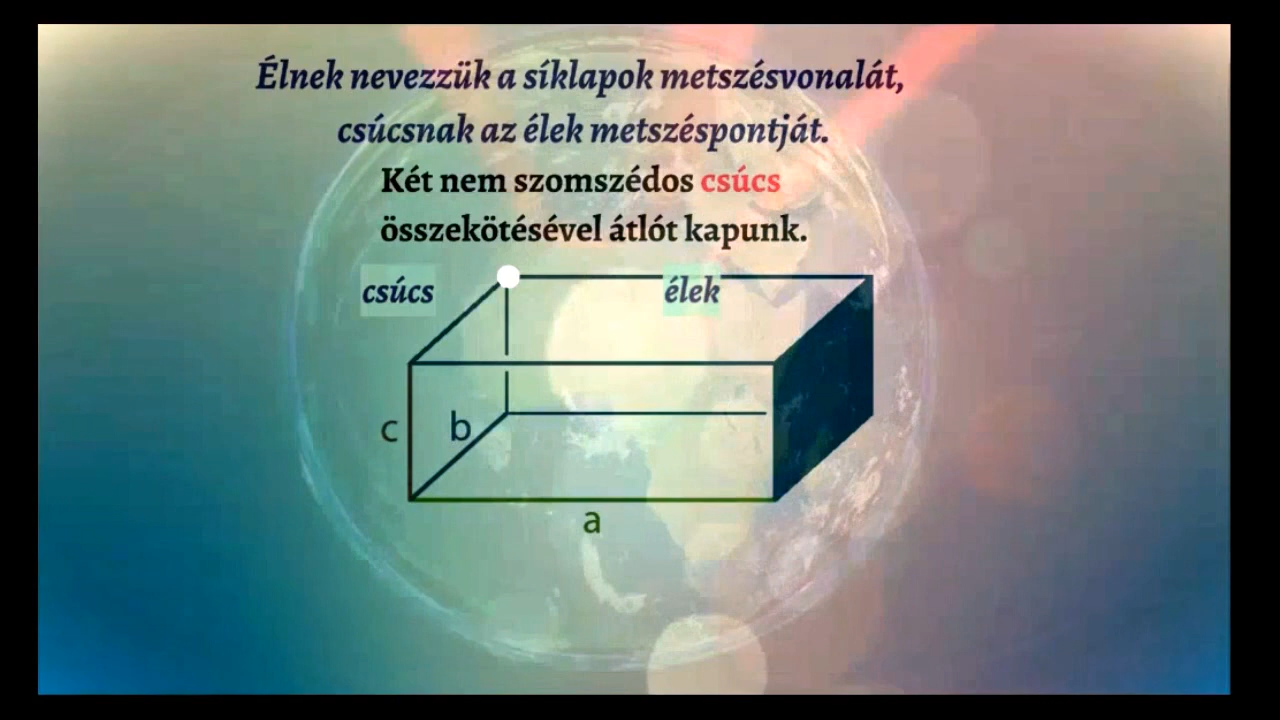 Élnek nevezzük a síklapok metszésvonalát,
csúcsnak az élek metszéspontját.
Két nem szomszédos csúcs
összekötésével átlót kapunk.
csúcs
élek
c
b
a